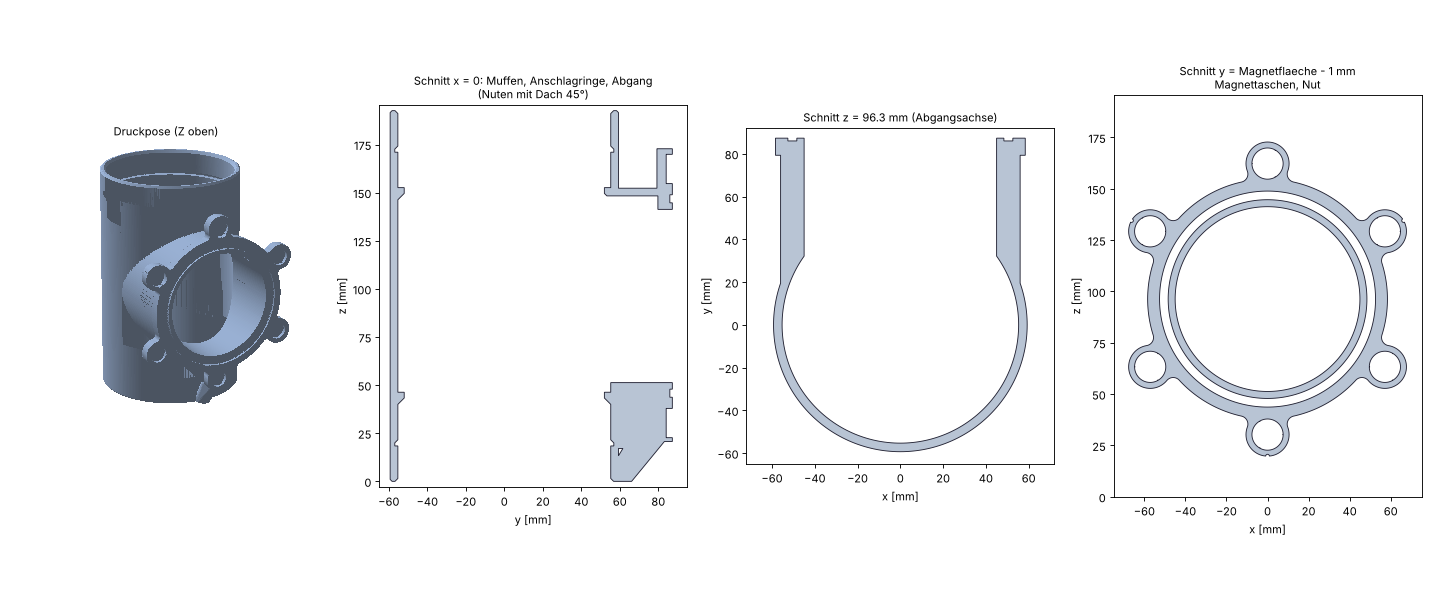 Druckpose (Z oben)
Schnitt x = 0: Muffen, Anschlagringe, Abgang
(Nuten mit Dach 45°)
175
150
125
100
75
50
25
0
z [mm]
−60 −40 −20 0 20 40 60 80
y [mm]
Schnitt z = 96.3 mm (Abgangsachse)
80
60
40
20
0
−20
−40
−60
y [mm]
−60 −40 −20 0 20 40 60
x [mm]
Schnitt y = Magnetflaeche - 1 mm
Magnettaschen, Nut
175
150
125
100
75
50
25
0
z [mm]
−60 −40 −20 0 20 40 60
x [mm]